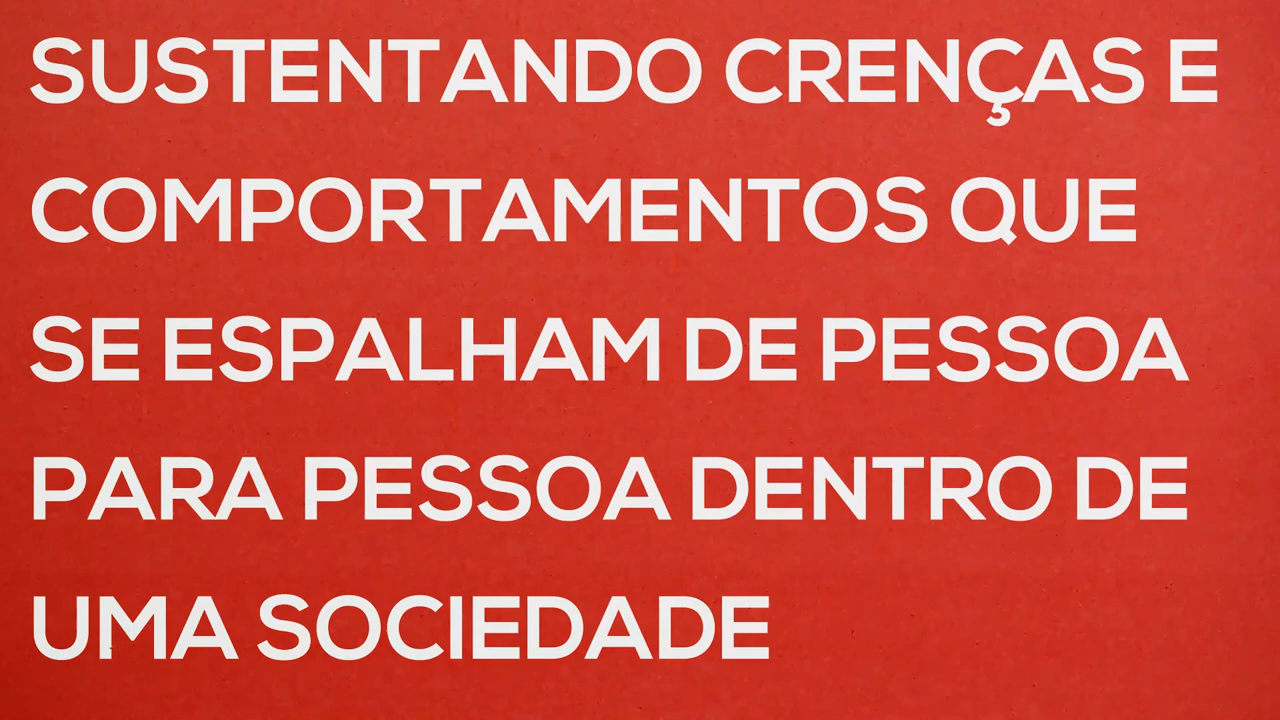 SUSTENTANDO CRENÇAS E
COMPORTAMENTOS QUE
SE ESPALHAM DE PESSOA
PARA PESSOA DENTRO DE
UMA SOCIEDADE